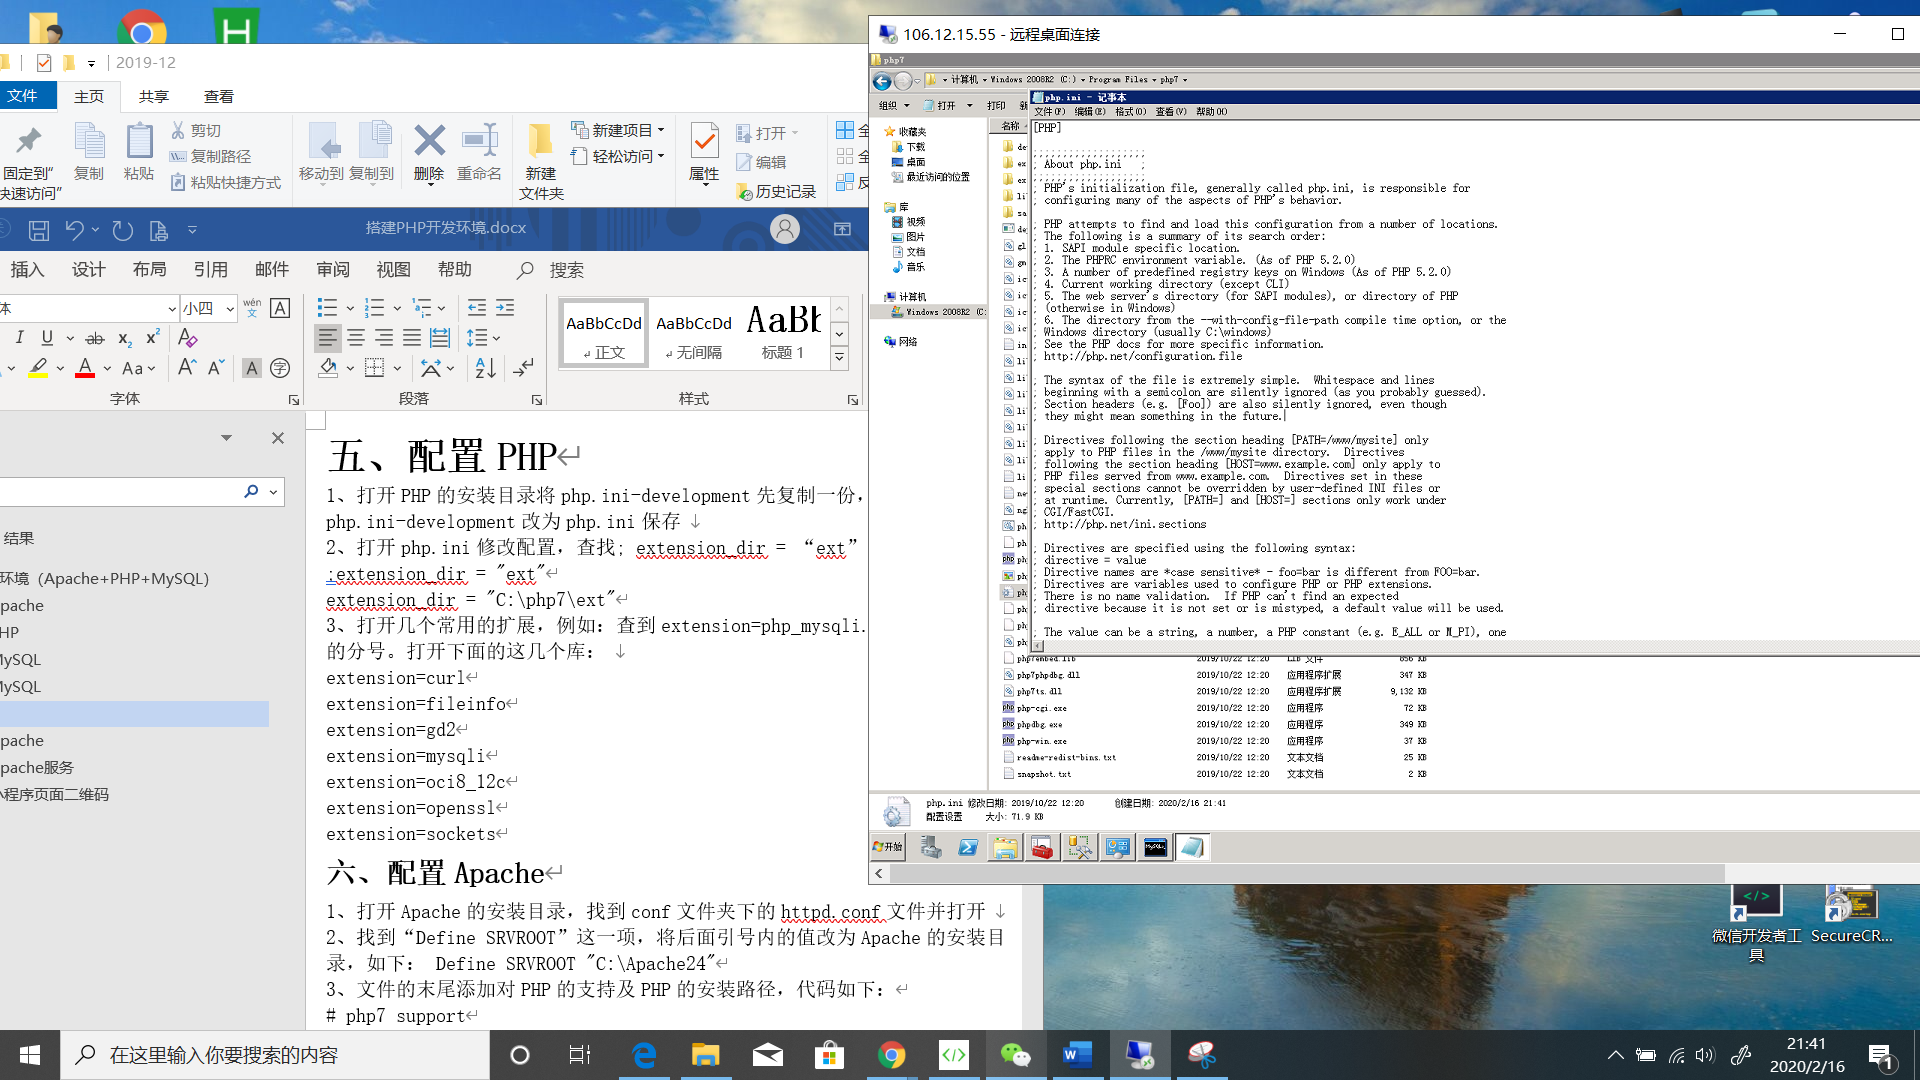 2019-12
文件
主页
共享
查看
固定到"
快速访问"
复制
粘贴
剪切
复制路径
粘贴快捷方式
移动到
复制到
删除
重命名
新建
文件夹
新建项目
轻松访问
属性
打开
编辑
历史记录
全
全
反
搭建PHP开发环境.docx
插入
设计
布局
引用
邮件
审阅
视图
帮助
搜索
体
小四
wén
文
A
I
U
ab
x₂
x²
A
A
Aa
A
A
A
字
字体
段落
AaBbCcDd
正文
AaBbCcDd
无间隔
AaBb
标题 1
样式
结果
环境（Apache+PHP+MySQL）
pache
HP
MySQL
MySQL
pache
pache服务
小程序页面二维码
五、配置 PHP
1、打开 PHP 的安装目录将 php.ini-development 先复制一份，
php.ini-development 改为 php.ini 保存
2、打开 php.ini 修改配置，查找; extension_dir = “ext”
;extension_dir = "ext"
extension_dir = "C:\php7\ext"
3、打开几个常用的扩展，例如：查到 extension=php_mysqli.
的分号。打开下面的这几个库：
extension=curl
extension=fileinfo
extension=gd2
extension=mysqli
extension=oci8_12c
extension=openssl
extension=sockets
六、配置 Apache
1、打开 Apache 的安装目录，找到 conf 文件夹下的 httpd.conf 文件并打开
2、找到“Define SRVROOT”这一项，将后面引号内的值改为 Apache 的安装目
录，如下： Define SRVROOT "C:\Apache24"
3、文件的末尾添加对 PHP 的支持及 PHP 的安装路径，代码如下：
# php7 support
106.12.15.55 - 远程桌面连接
php7
计算机
Windows 2008R2 (C:)
Program Files
php7
组织
打开
打印
新
收藏夹
下载
桌面
最近访问的位置
库
视频
图片
文档
音乐
计算机
Windows 2008R2 (C:
网络
名称
php.ini - 记事本
文件(F) 编辑(E) 格式(O) 查看(V) 帮助(H)
[PHP]
;;;;;;;;;;;;;;;;;;;
; About php.ini   ;
;;;;;;;;;;;;;;;;;;;
; PHP's initialization file, generally called php.ini, is responsible for
; configuring many of the aspects of PHP's behavior.
; PHP attempts to find and load this configuration from a number of locations.
; The following is a summary of its search order:
; 1. SAPI module specific location.
; 2. The PHPRC environment variable. (As of PHP 5.2.0)
; 3. A number of predefined registry keys on Windows (As of PHP 5.2.0)
; 4. Current working directory (except CLI)
; 5. The web server's directory (for SAPI modules), or directory of PHP
; (otherwise in Windows)
; 6. The directory from the --with-config-file-path compile time option, or the
; Windows directory (usually C:\windows)
; See the PHP docs for more specific information.
; http://php.net/configuration.file
; The syntax of the file is extremely simple.  Whitespace and lines
; beginning with a semicolon are silently ignored (as you probably guessed).
; Section headers (e.g. [Foo]) are also silently ignored, even though
; they might mean something in the future.
; Directives following the section heading [PATH=/www/mysite] only
; apply to PHP files in the /www/mysite directory.  Directives
; following the section heading [HOST=www.example.com] only apply to
; PHP files served from www.example.com.  Directives set in these
; special sections cannot be overridden by user-defined INI files or
; at runtime. Currently, [PATH=] and [HOST=] sections only work under
; CGI/FastCGI.
; http://php.net/ini.sections
; Directives are specified using the following syntax:
; directive = value
; Directive names are *case sensitive* - foo=bar is different from FOO=bar.
; Directives are variables used to configure PHP or PHP extensions.
; There is no name validation.  If PHP can't find an expected
; directive because it is not set or is mistyped, a default value will be used.
; The value can be a string, a number, a PHP constant (e.g. E_ALL or M_PI), one
php7embed.lib 2019/10/22 12:20 LIB 文件 856 KB
php7phpdbg.dll 2019/10/22 12:20 应用程序扩展 347 KB
php7ts.dll 2019/10/22 12:20 应用程序扩展 9,132 KB
php-cgi.exe 2019/10/22 12:20 应用程序 72 KB
phpdbg.exe 2019/10/22 12:20 应用程序 349 KB
php-win.exe 2019/10/22 12:20 应用程序 37 KB
readme-redist-bins.txt 2019/10/22 12:20 文本文档 25 KB
snapshot.txt 2019/10/22 12:20 文本文档 2 KB
php.ini 修改日期: 2019/10/22 12:20 创建日期: 2020/2/16 21:41
配置设置 大小: 71.9 KB
开始
微信开发者工
具
SecureCR...
在这里输入你要搜索的内容
21:41
2020/2/16
1